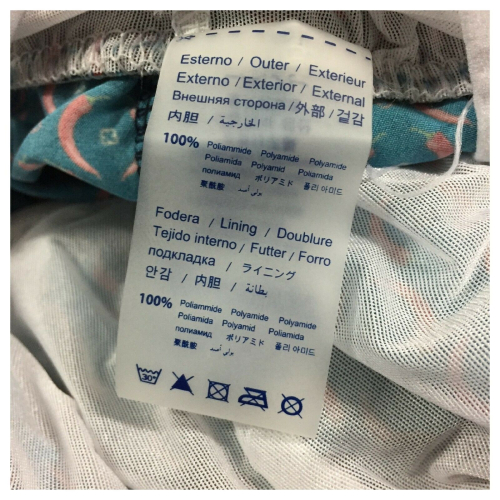 Esterno / Outer / Exterieur
Externo / Exterior / External
Внешняя сторона / 外部 / 겉감
内胆 / الخارجية
100% Poliammide Polyamide Polyamide
Poliamida Polyamid Poliamida
полиамид ポリアミド 폴리 아미드
聚酰胺 بولي أميد
Fodera / Lining / Doublure
Tejido interno / Futter / Forro
подкладка / ライニング
안감 / 内胆 / بطانة
100% Poliammide Polyamide Polyamide
Poliamida Polyamid Poliamida
полиамид ポリアミド 폴리 아미드
聚酰胺 بولي أميد
30°